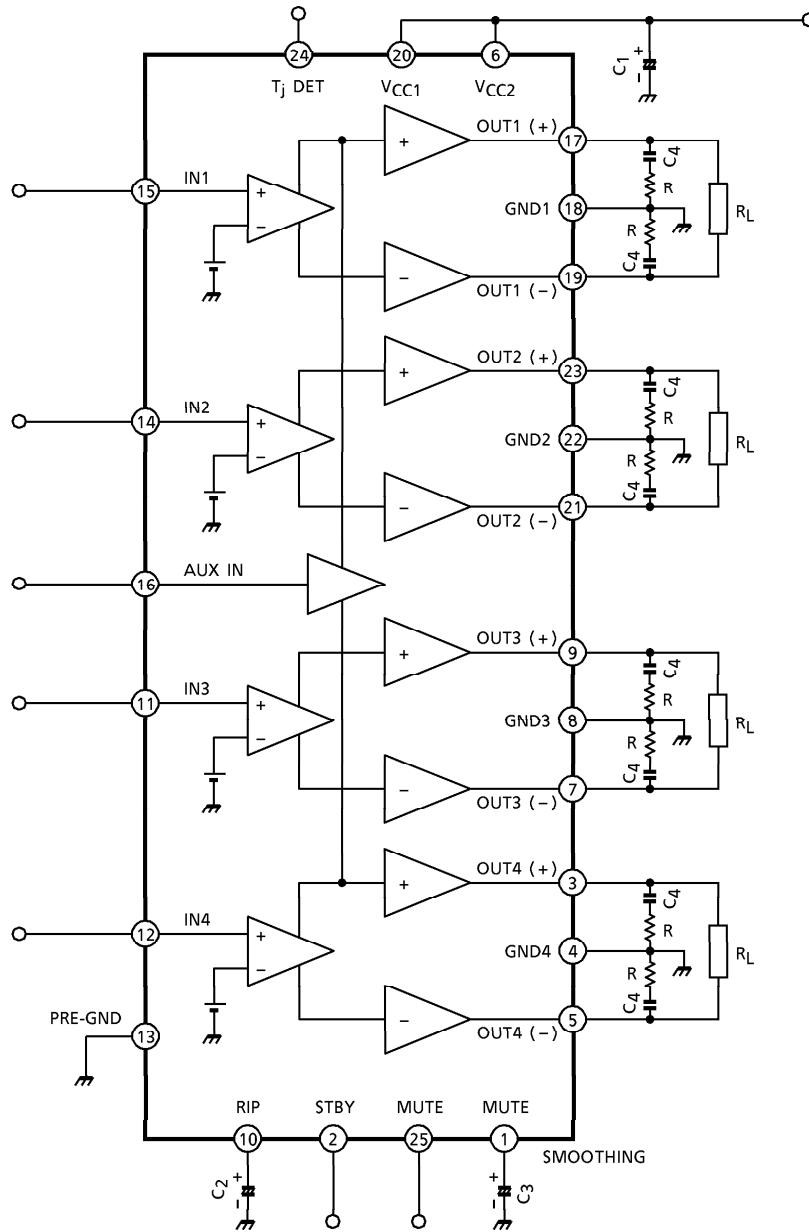 24 20 6
C1 + -
Tj DET VCC1 VCC2
OUT1 (+) 17
C4
R
15 IN1 + - +
GND1 18
RL
R
C4
- 19
OUT1 (-)
OUT2 (+) 23
C4
R
14 IN2 + - +
GND2 22
RL
R
C4
- 21
OUT2 (-)
16 AUX IN
OUT3 (+) 9
C4
R
11 IN3 + - +
GND3 8
RL
R
C4
- 7
OUT3 (-)
OUT4 (+) 3
C4
R
12 IN4 + - +
GND4 4
RL
R
C4
- 5
OUT4 (-)
PRE-GND
13
RIP STBY MUTE MUTE
10 2 25 1
SMOOTHING
C2 + - + - C3